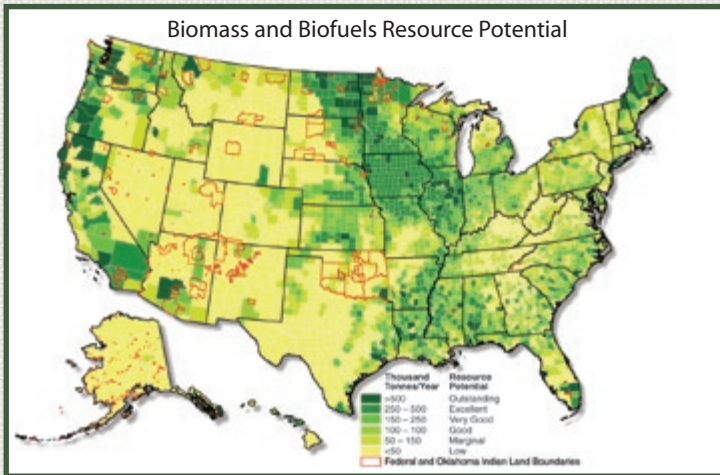 Biomass and Biofuels Resource Potential
Thousand Resource
Tonnes/Year Potential
>500 Outstanding
250 – 500 Excellent
150 – 250 Very Good
100 – 100 Good
50 – 150 Marginal
<50 Low
Federal and Oklahoma Indian Land Boundaries